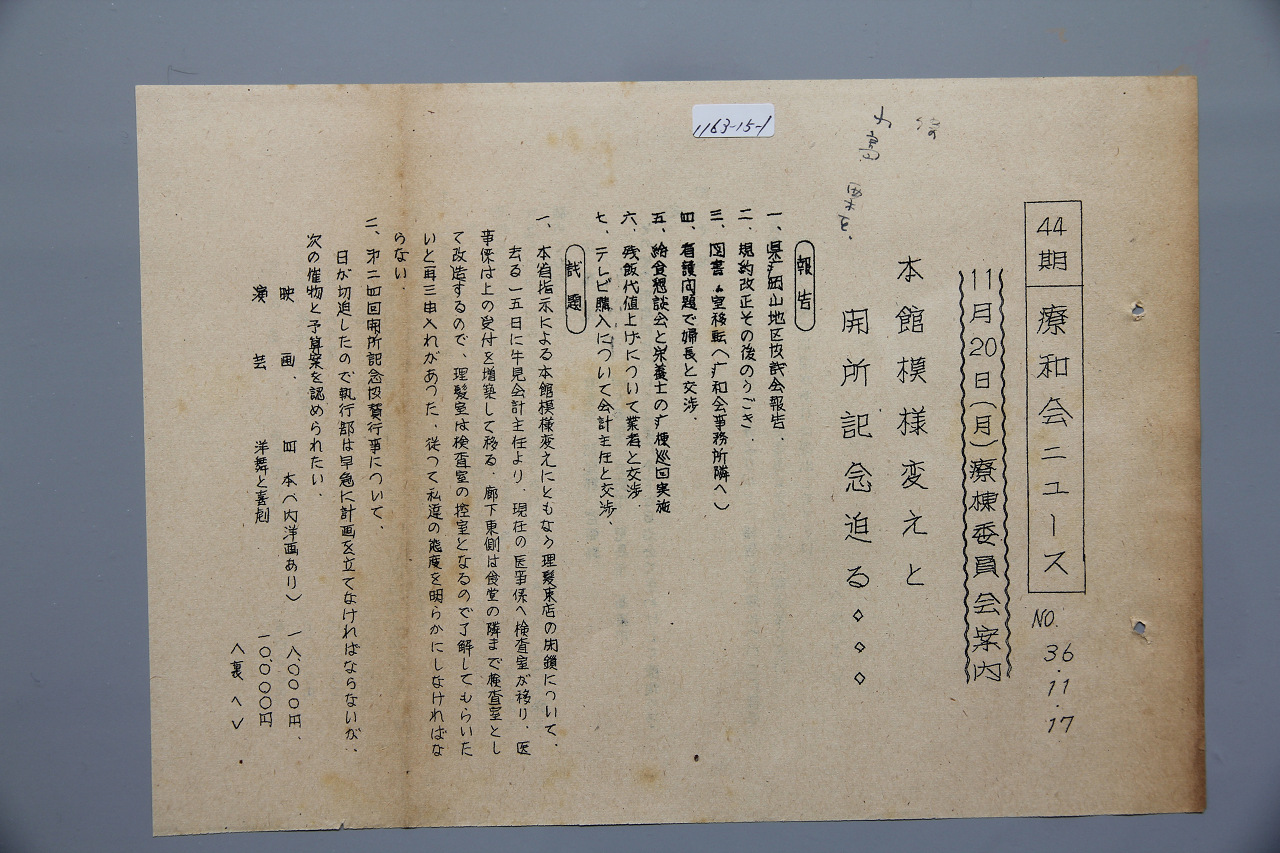 1163-15-1
44期 療和会ニュース
NO.
36.11.17
11月20日(月)療棟委員会案内
本館模様変えと
開所記念迫る◇◇◇
報告
一、県疒岡山地区协議会報告．
二、規約改正その後のうごき．
三、図書室移転(疒和会事務所隣へ)
四、看護问題で婦長と交渉．
五、給食懇談会と栄養士の疒棟巡回実施
六、残飯代値上げについて業者と交渉．
七、テレビ購入について会計主任と交渉、
議題
一、本省指示による本館模様変えにともなう理髪東店の闭鎖について、
去る一五日に牛見会計主任より、現在の医事係へ検査室が移り、医
事係は上の受付を増築して移る．廊下東側は食堂の隣まで検査室とし
て改造するので、理髪室は検査室の控室となるので了解してもらいた
いと再三申入れがあつた、従つて私達の態度を明らかにしなければな
らない．
二、第二四回開所記念协賛行事について、
日が切迫したので執行部は早急に計画を立てなければならないが、
次の催物と予算案を認められたい．
映画、 四本(内洋画あり) 一八,〇〇〇円、
演芸 洋舞と喜劇 一〇,〇〇〇円
〈裏へ〉